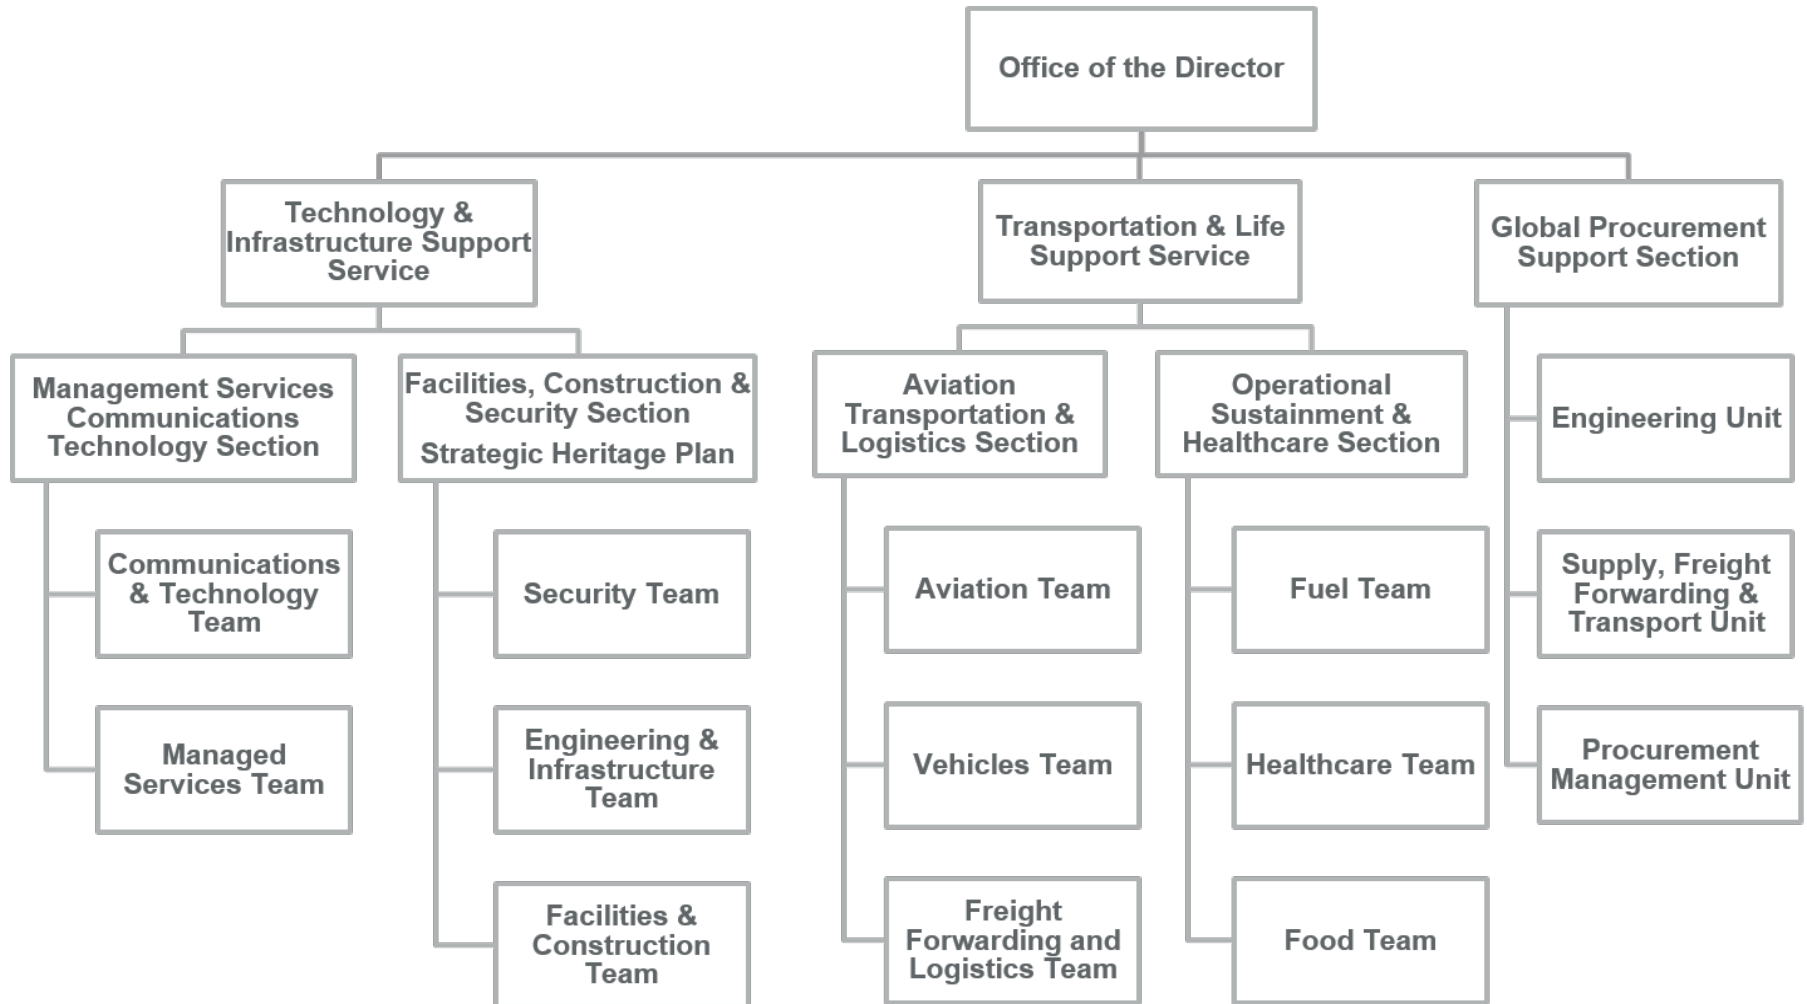 Office of the Director
Technology &
Infrastructure Support
Service
Transportation & Life
Support Service
Global Procurement
Support Section
Management Services
Communications
Technology Section
Facilities, Construction &
Security Section
Strategic Heritage Plan
Aviation
Transportation &
Logistics Section
Operational
Sustainment &
Healthcare Section
Engineering Unit
Communications
& Technology
Team
Security Team
Aviation Team
Fuel Team
Supply, Freight
Forwarding &
Transport Unit
Managed
Services Team
Engineering &
Infrastructure
Team
Vehicles Team
Healthcare Team
Procurement
Management Unit
Facilities &
Construction
Team
Freight
Forwarding and
Logistics Team
Food Team